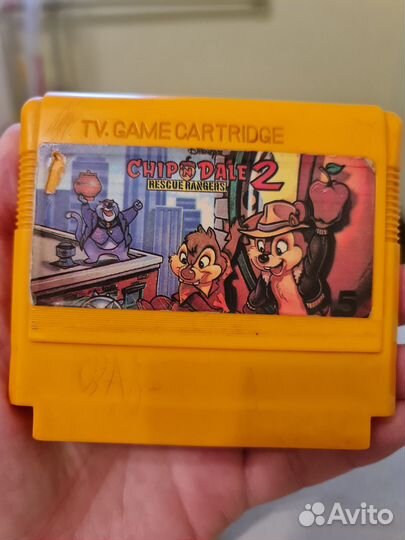 TV. GAME CARTRIDGE
Disney's
CHIP 'N DALE 2
RESCUE RANGERS
5
Avito